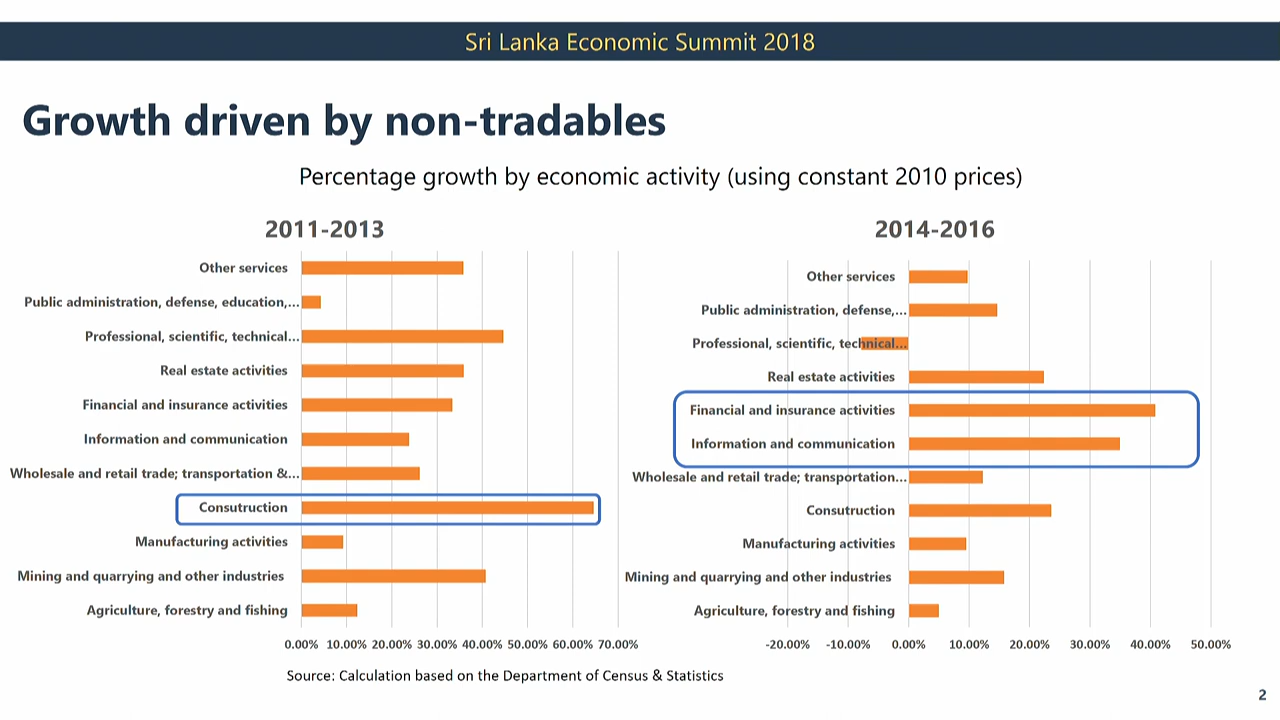 Sri Lanka Economic Summit 2018
Growth driven by non-tradables
Percentage growth by economic activity (using constant 2010 prices)
2011-2013
Other services
Public administration, defense, education,...
Professional, scientific, technical...
Real estate activities
Financial and insurance activities
Information and communication
Wholesale and retail trade; transportation &...
Consutruction
Manufacturing activities
Mining and quarrying and other industries
Agriculture, forestry and fishing
0.00% 10.00% 20.00% 30.00% 40.00% 50.00% 60.00% 70.00%
2014-2016
Other services
Public administration, defense,...
Professional, scientific, technical...
Real estate activities
Financial and insurance activities
Information and communication
Wholesale and retail trade; transportation...
Consutruction
Manufacturing activities
Mining and quarrying and other industries
Agriculture, forestry and fishing
-20.00% -10.00% 0.00% 10.00% 20.00% 30.00% 40.00% 50.00%
Source: Calculation based on the Department of Census & Statistics
2